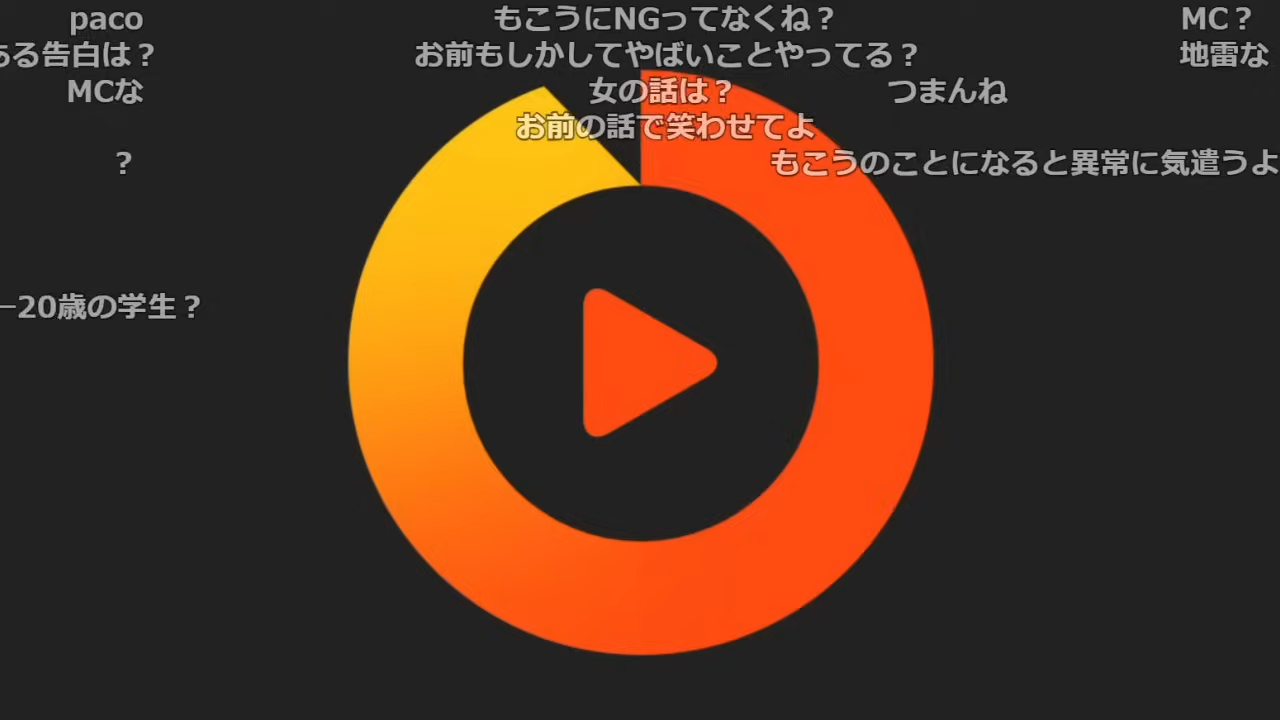 paco
もこうにNGってなくね？
MC？
ある告白は？
お前もしかしてやばいことやってる？
地雷な
MCな
女の話は？
つまんね
お前の話で笑わせてよ
？
もこうのことになると異常に気遣うよ
ー20歳の学生？